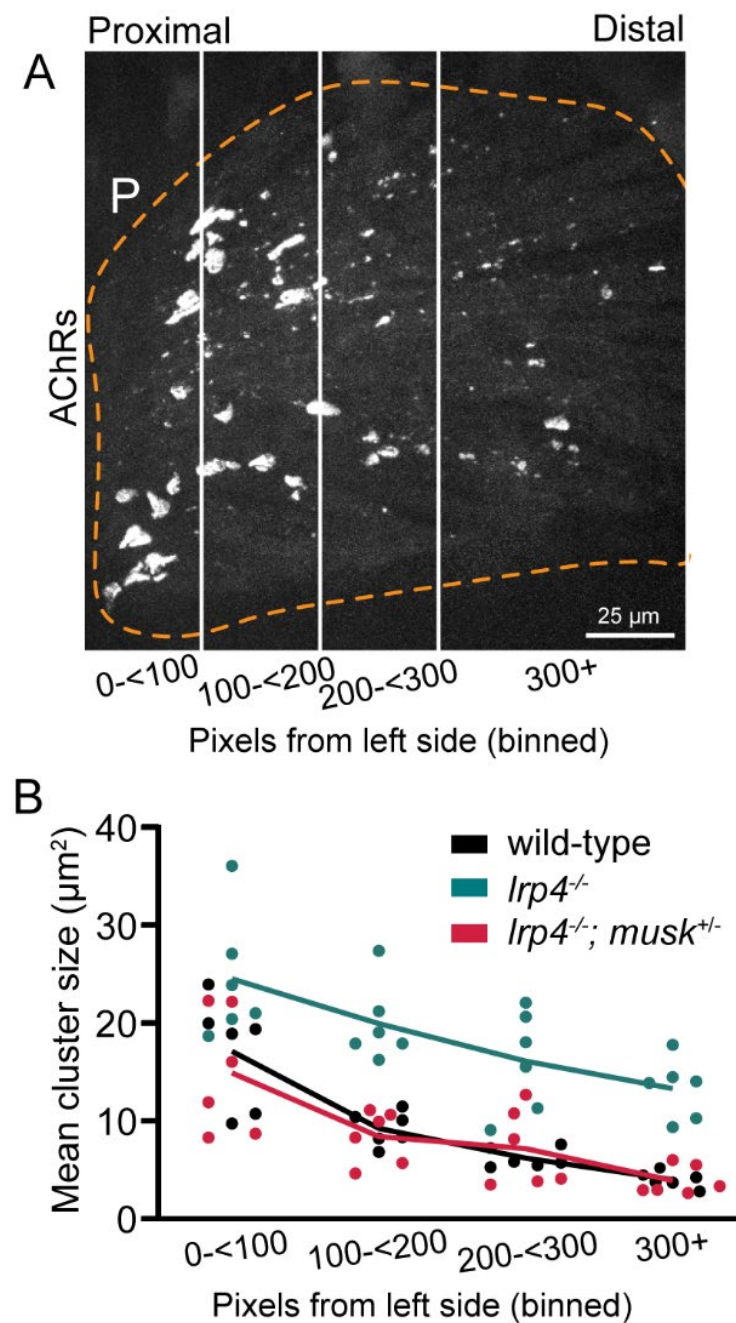 Proximal Distal
A
P
AChRs
25 µm
0-<100 100-<200 200-<300 300+
Pixels from left side (binned)
B
Mean cluster size (µm²)
40
30
20
10
0
wild-type
lrp4-/-
lrp4-/-; musk+/-
0-<100 100-<200 200-<300 300+
Pixels from left side (binned)